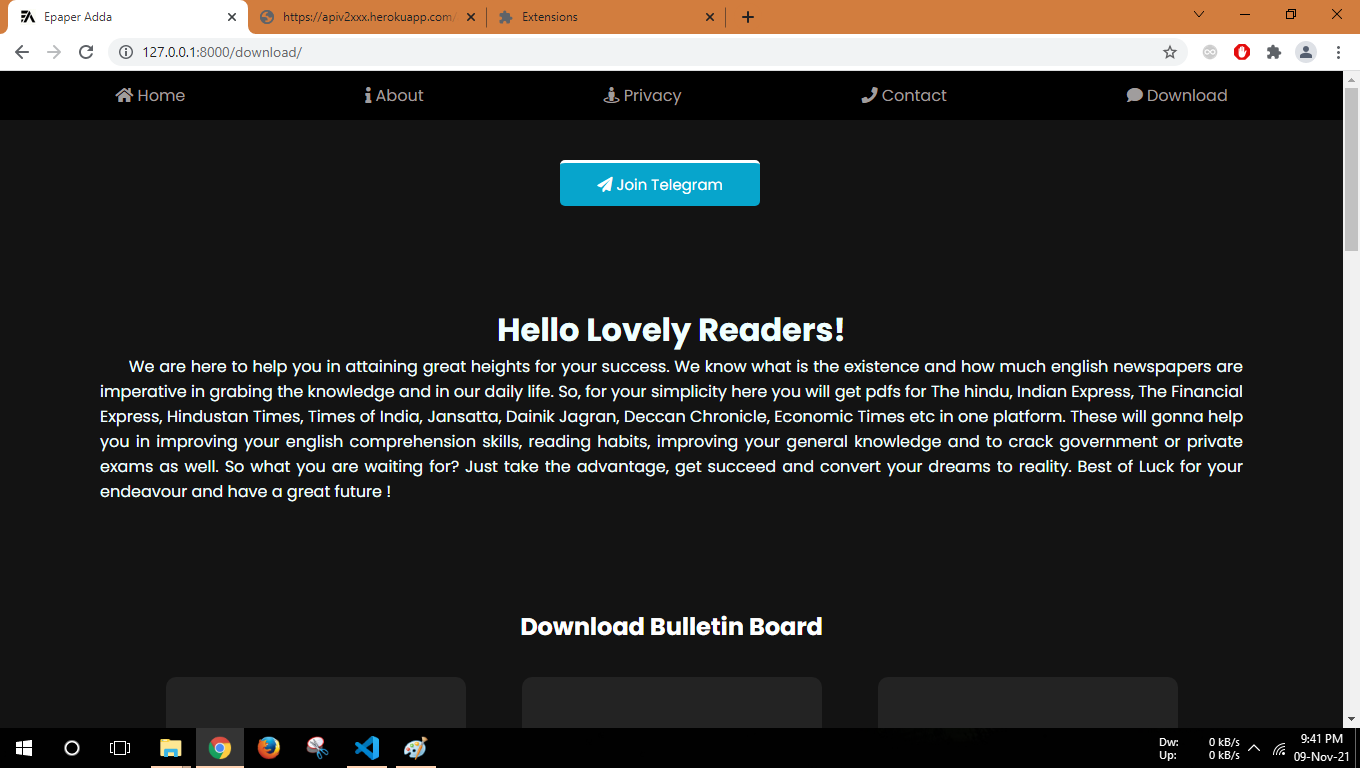 Epaper Adda
https://apiv2xxx.herokuapp.com/
Extensions
127.0.0.1:8000/download/
Home
About
Privacy
Contact
Download
Join Telegram
Hello Lovely Readers!
We are here to help you in attaining great heights for your success. We know what is the existence and how much english newspapers are
imperative in grabing the knowledge and in our daily life. So, for your simplicity here you will get pdfs for The hindu, Indian Express, The Financial
Express, Hindustan Times, Times of India, Jansatta, Dainik Jagran, Deccan Chronicle, Economic Times etc in one platform. These will gonna help
you in improving your english comprehension skills, reading habits, improving your general knowledge and to crack government or private
exams as well. So what you are waiting for? Just take the advantage, get succeed and convert your dreams to reality. Best of Luck for your
endeavour and have a great future !
Download Bulletin Board
Dw: 0 kB/s
Up: 0 kB/s
9:41 PM
09-Nov-21